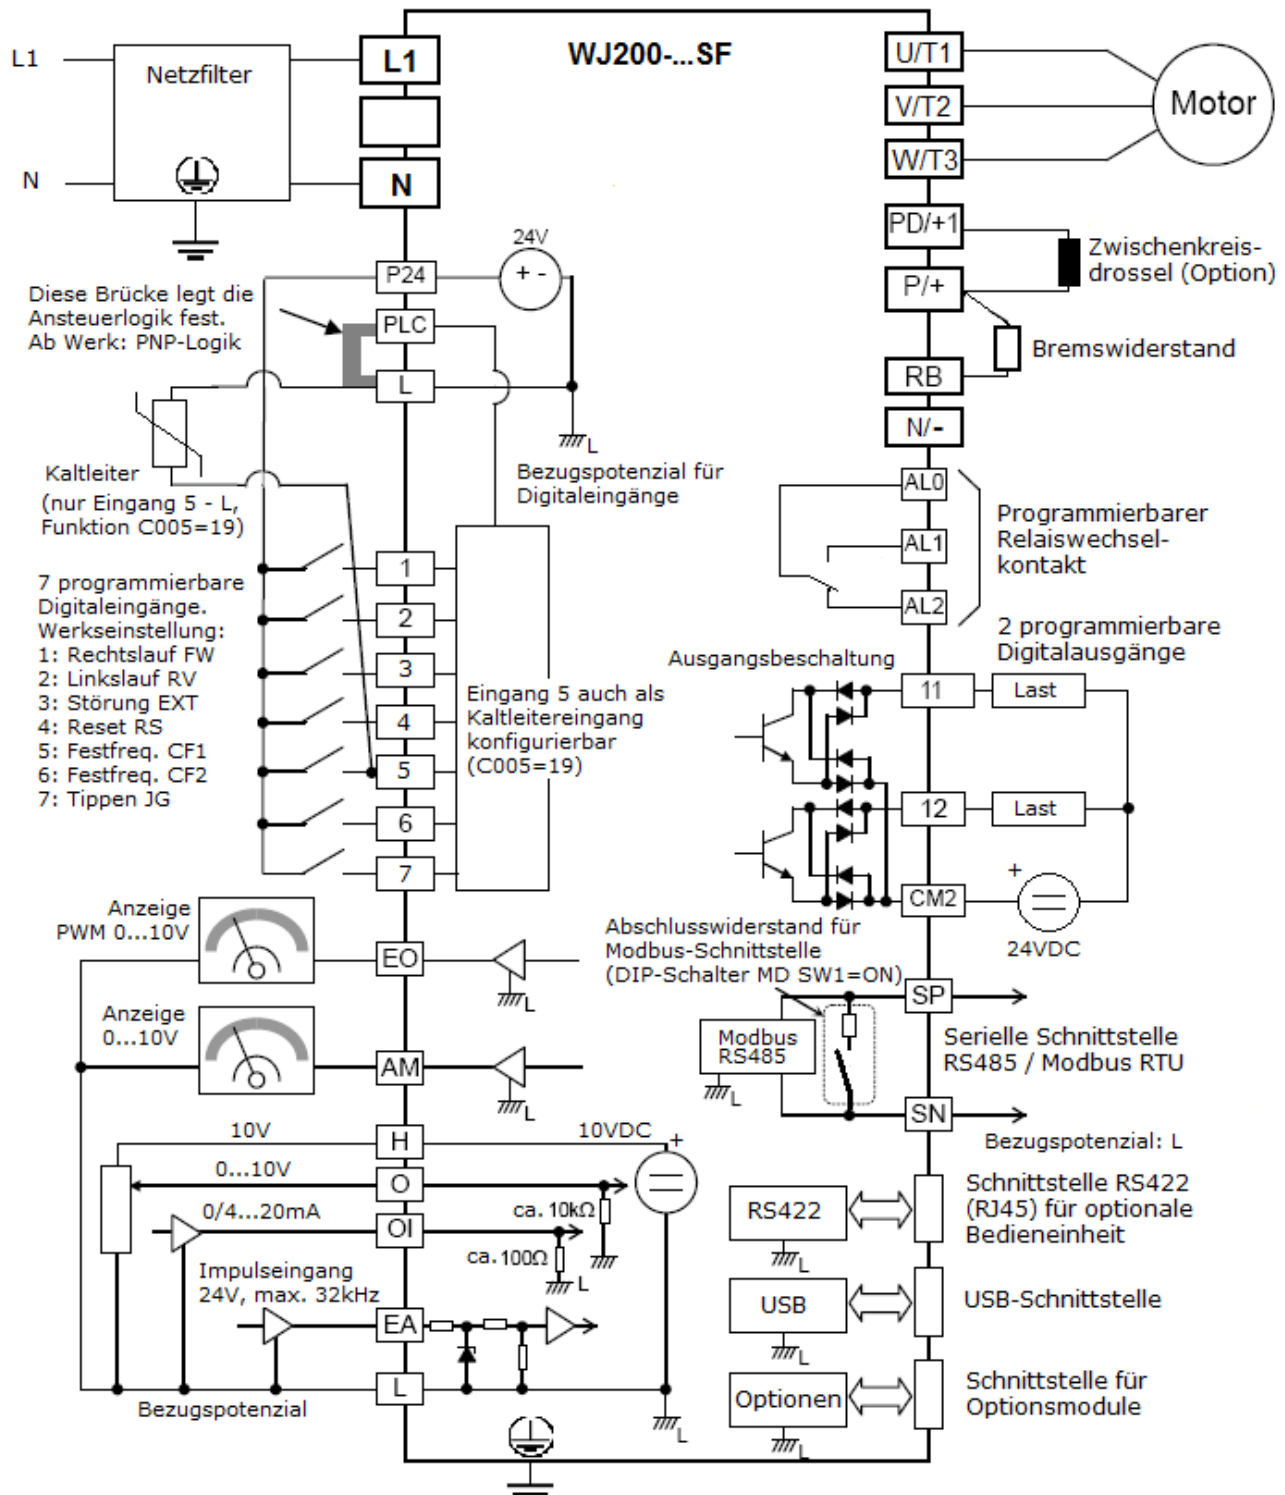 WJ200-...SF
L1
Netzfilter
L1
N
N
U/T1
V/T2
W/T3
Motor
PD/+1
P/+
RB
N/-
Zwischenkreis-
drossel (Option)
Bremswiderstand
24V
+ -
P24
PLC
L
L
Diese Brücke legt die
Ansteuerlogik fest.
Ab Werk: PNP-Logik
Kaltleiter
(nur Eingang 5 - L,
Funktion C005=19)
Bezugspotenzial für
Digitaleingänge
7 programmierbare
Digitaleingänge.
Werkseinstellung:
1: Rechtslauf FW
2: Linkslauf RV
3: Störung EXT
4: Reset RS
5: Festfreq. CF1
6: Festfreq. CF2
7: Tippen JG
1
2
3
4
5
6
7
Eingang 5 auch als
Kaltleitereingang
konfigurierbar
(C005=19)
AL0
AL1
AL2
Programmierbarer
Relaiswechsel-
kontakt
2 programmierbare
Digitalausgänge
Ausgangsbeschaltung
11
Last
12
Last
CM2
+
24VDC
Anzeige
PWM 0...10V
EO
L
Anzeige
0...10V
AM
L
Abschlusswiderstand für
Modbus-Schnittstelle
(DIP-Schalter MD SW1=ON)
Modbus
RS485
L
SP
SN
Serielle Schnittstelle
RS485 / Modbus RTU
Bezugspotenzial: L
10V
H
10VDC
+
0...10V
O
0/4...20mA
OI
ca. 10kΩ
ca. 100Ω
L
Impulseingang
24V, max. 32kHz
EA
L
Bezugspotenzial
L
RS422
L
Schnittstelle RS422
(RJ45) für optionale
Bedieneinheit
USB
L
USB-Schnittstelle
Optionen
L
Schnittstelle für
Optionsmodule